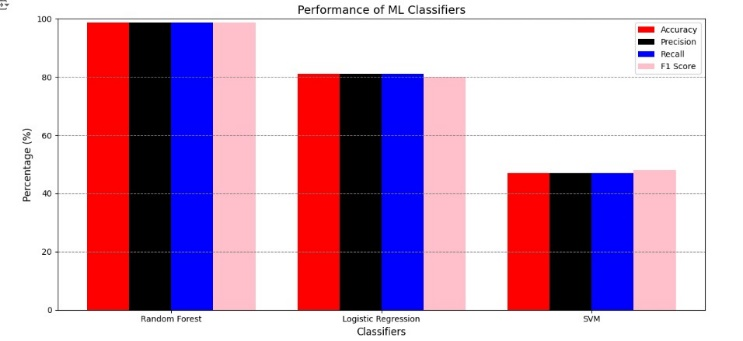 Performance of ML Classifiers
Accuracy
Precision
Recall
F1 Score
100
80
60
40
20
0
Percentage (%)
Random Forest
Logistic Regression
SVM
Classifiers